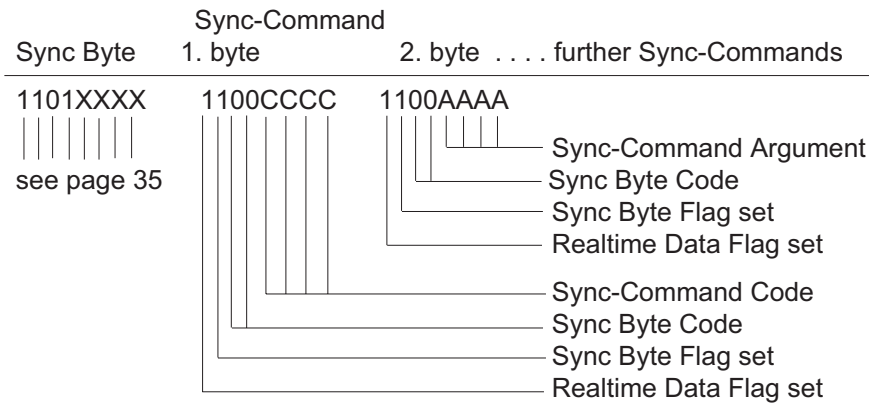 Sync-Command
Sync Byte 1. byte 2. byte . . . . further Sync-Commands
1101XXXX 1100CCCC 1100AAAA
Sync-Command Argument
see page 35 Sync Byte Code
Sync Byte Flag set
Realtime Data Flag set
Sync-Command Code
Sync Byte Code
Sync Byte Flag set
Realtime Data Flag set